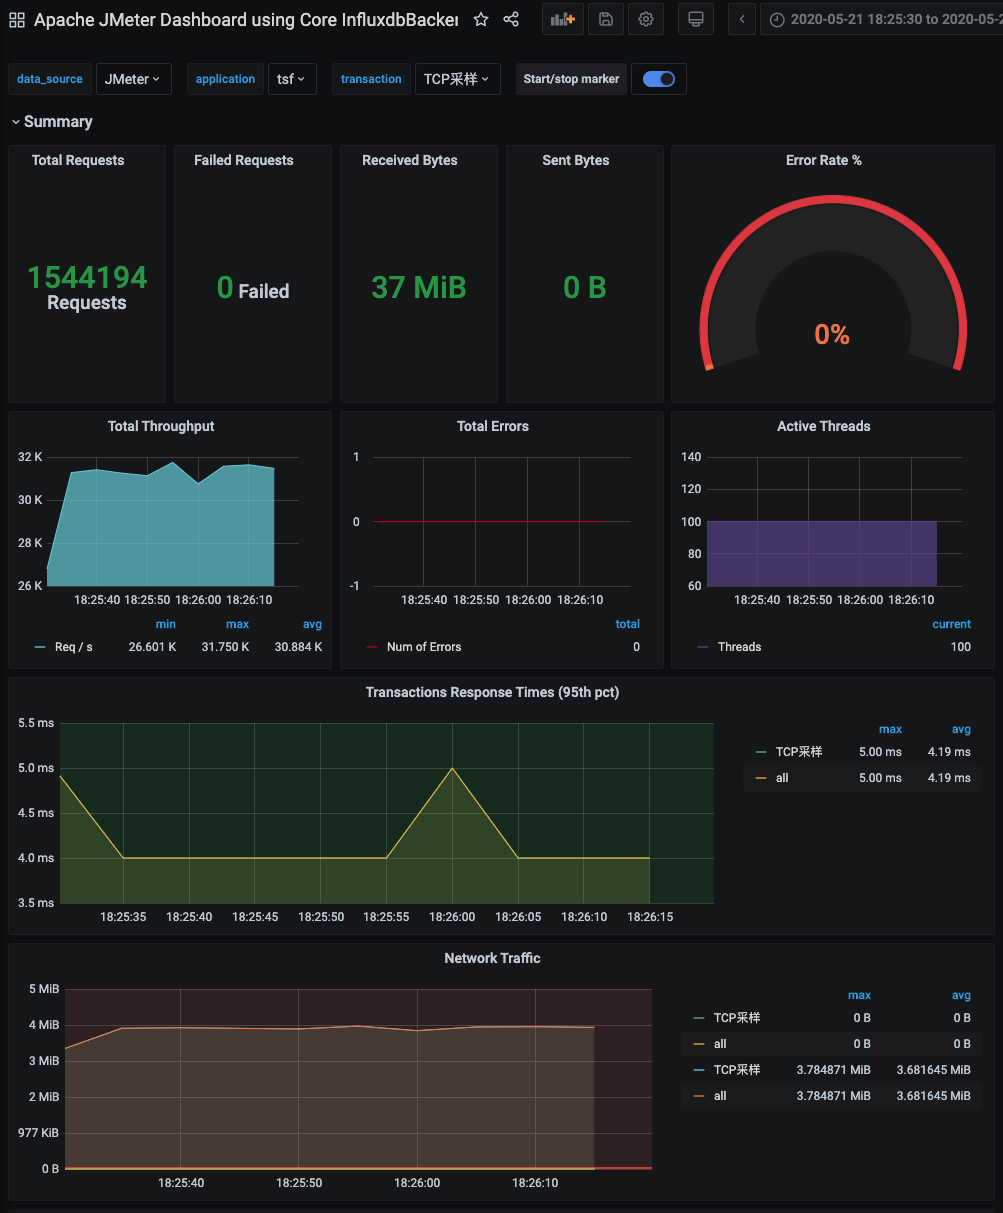 Apache JMeter Dashboard using Core InfluxdbBacken
2020-05-21 18:25:30 to 2020-05-2
data_source JMeter application tsf transaction TCP采样 Start/stop marker
Summary
Total Requests
1544194
Requests
Failed Requests
0 Failed
Received Bytes
37 MiB
Sent Bytes
0 B
Error Rate %
0%
Total Throughput
32 K
30 K
28 K
26 K
18:25:40 18:25:50 18:26:00 18:26:10
min max avg
Req / s 26.601 K 31.750 K 30.884 K
Total Errors
1
0
-1
18:25:40 18:25:50 18:26:00 18:26:10
total
Num of Errors 0
Active Threads
140
120
100
80
60
18:25:40 18:25:50 18:26:00 18:26:10
current
Threads 100
Transactions Response Times (95th pct)
5.5 ms
5.0 ms
4.5 ms
4.0 ms
3.5 ms
18:25:35 18:25:40 18:25:45 18:25:50 18:25:55 18:26:00 18:26:05 18:26:10 18:26:15
max avg
TCP采样 5.00 ms 4.19 ms
all 5.00 ms 4.19 ms
Network Traffic
5 MiB
4 MiB
3 MiB
2 MiB
977 KiB
0 B
18:25:40 18:25:50 18:26:00 18:26:10
max avg
TCP采样 0 B 0 B
all 0 B 0 B
TCP采样 3.784871 MiB 3.681645 MiB
all 3.784871 MiB 3.681645 MiB